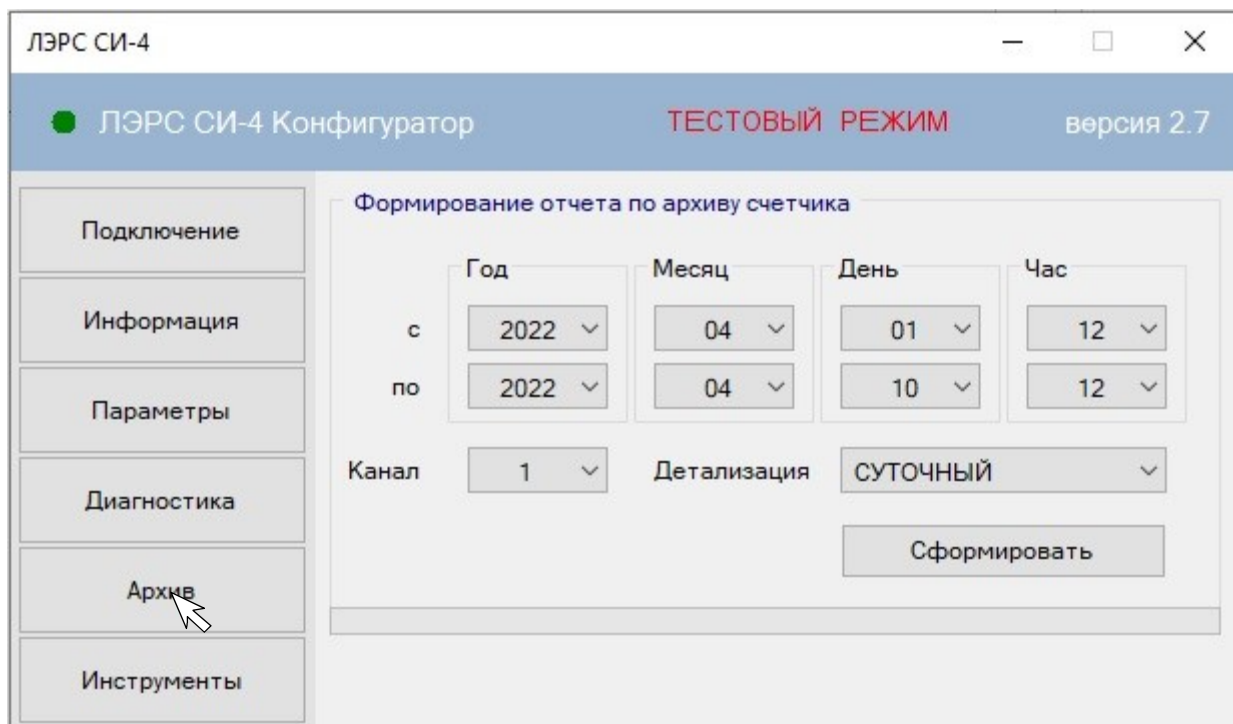 ЛЭРС СИ-4
ЛЭРС СИ-4 Конфигуратор ТЕСТОВЫЙ РЕЖИМ версия 2.7
Подключение
Информация
Параметры
Диагностика
Архив
Инструменты
Формирование отчета по архиву счетчика
Год Месяц День Час
с 2022 04 01 12
по 2022 04 10 12
Канал 1 Детализация СУТОЧНЫЙ
Сформировать